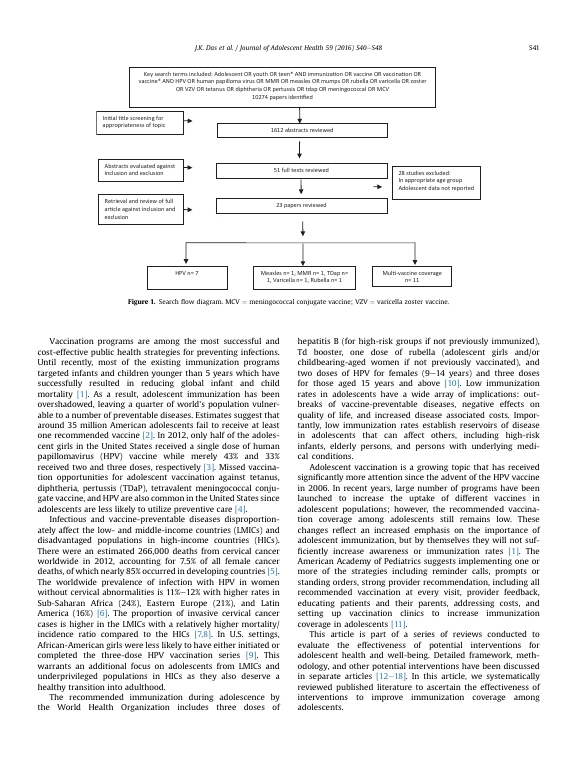 J.K. Das et al. / Journal of Adolescent Health 59 (2016) S40–S48
S41
Key search terms included: Adolescent OR youth OR teen* AND immunization OR vaccine OR vaccination OR
vaccine* AND HPV OR human papilloma virus OR MMR OR measles OR mumps OR rubella OR varicella OR zoster
OR VZV OR tetanus OR diphtheria OR pertussis OR tdap OR meningococcal OR MCV
10274 papers identified
Initial title screening for
appropriateness of topic
1612 abstracts reviewed
Abstracts evaluated against
inclusion and exclusion
51 full texts reviewed
28 studies excluded:
In appropriate age group
Adolescent data not reported
Retrieval and review of full
article against inclusion and
exclusion
23 papers reviewed
HPV n= 7
Measles n= 1, MMR n= 1, TDap n=
1, Varicella n= 1, Rubella n= 1
Multi-vaccine coverage
n= 11
Figure 1. Search flow diagram. MCV = meningococcal conjugate vaccine; VZV = varicella zoster vaccine.
Vaccination programs are among the most successful and
cost-effective public health strategies for preventing infections.
Until recently, most of the existing immunization programs
targeted infants and children younger than 5 years which have
successfully resulted in reducing global infant and child
mortality [1]. As a result, adolescent immunization has been
overshadowed, leaving a quarter of world's population vulner-
able to a number of preventable diseases. Estimates suggest that
around 35 million American adolescents fail to receive at least
one recommended vaccine [2]. In 2012, only half of the adoles-
cent girls in the United States received a single dose of human
papillomavirus (HPV) vaccine while merely 43% and 33%
received two and three doses, respectively [3]. Missed vaccina-
tion opportunities for adolescent vaccination against tetanus,
diphtheria, pertussis (TDaP), tetravalent meningococcal conju-
gate vaccine, and HPV are also common in the United States since
adolescents are less likely to utilize preventive care [4].
Infectious and vaccine-preventable diseases disproportion-
ately affect the low- and middle-income countries (LMICs) and
disadvantaged populations in high-income countries (HICs).
There were an estimated 266,000 deaths from cervical cancer
worldwide in 2012, accounting for 7.5% of all female cancer
deaths, of which nearly 85% occurred in developing countries [5].
The worldwide prevalence of infection with HPV in women
without cervical abnormalities is 11%–12% with higher rates in
Sub-Saharan Africa (24%), Eastern Europe (21%), and Latin
America (16%) [6]. The proportion of invasive cervical cancer
cases is higher in the LMICs with a relatively higher mortality/
incidence ratio compared to the HICs [7,8]. In U.S. settings,
African-American girls were less likely to have either initiated or
completed the three-dose HPV vaccination series [9]. This
warrants an additional focus on adolescents from LMICs and
underprivileged populations in HICs as they also deserve a
healthy transition into adulthood.
The recommended immunization during adolescence by
the World Health Organization includes three doses of
hepatitis B (for high-risk groups if not previously immunized),
Td booster, one dose of rubella (adolescent girls and/or
childbearing-aged women if not previously vaccinated), and
two doses of HPV for females (9–14 years) and three doses
for those aged 15 years and above [10]. Low immunization
rates in adolescents have a wide array of implications: out-
breaks of vaccine-preventable diseases, negative effects on
quality of life, and increased disease associated costs. Impor-
tantly, low immunization rates establish reservoirs of disease
in adolescents that can affect others, including high-risk
infants, elderly persons, and persons with underlying medi-
cal conditions.
Adolescent vaccination is a growing topic that has received
significantly more attention since the advent of the HPV vaccine
in 2006. In recent years, large number of programs have been
launched to increase the uptake of different vaccines in
adolescent populations; however, the recommended vaccina-
tion coverage among adolescents still remains low. These
changes reflect an increased emphasis on the importance of
adolescent immunization, but by themselves they will not suf-
ficiently increase awareness or immunization rates [1]. The
American Academy of Pediatrics suggests implementing one or
more of the strategies including reminder calls, prompts or
standing orders, strong provider recommendation, including all
recommended vaccination at every visit, provider feedback,
educating patients and their parents, addressing costs, and
setting up vaccination clinics to increase immunization
coverage in adolescents [11].
This article is part of a series of reviews conducted to
evaluate the effectiveness of potential interventions for
adolescent health and well-being. Detailed framework, meth-
odology, and other potential interventions have been discussed
in separate articles [12–18]. In this article, we systematically
reviewed published literature to ascertain the effectiveness of
interventions to improve immunization coverage among
adolescents.